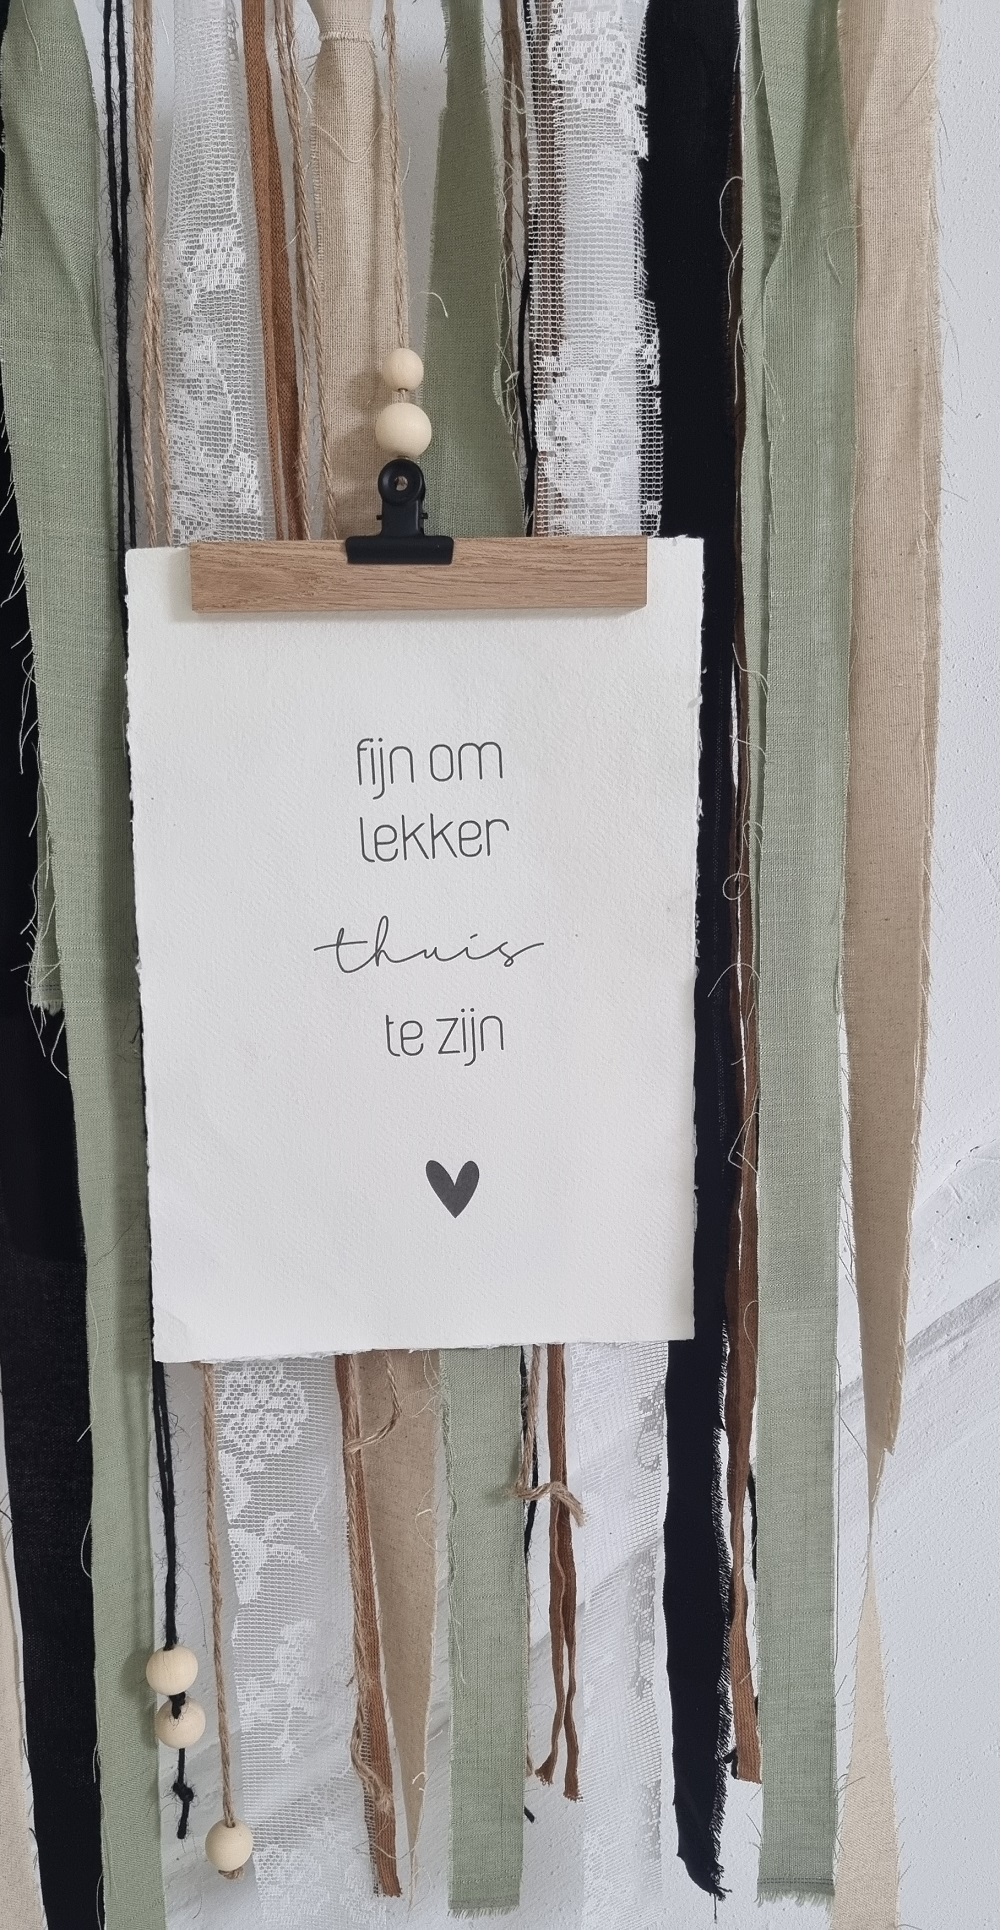 fijn om
lekker
thuis
te zijn